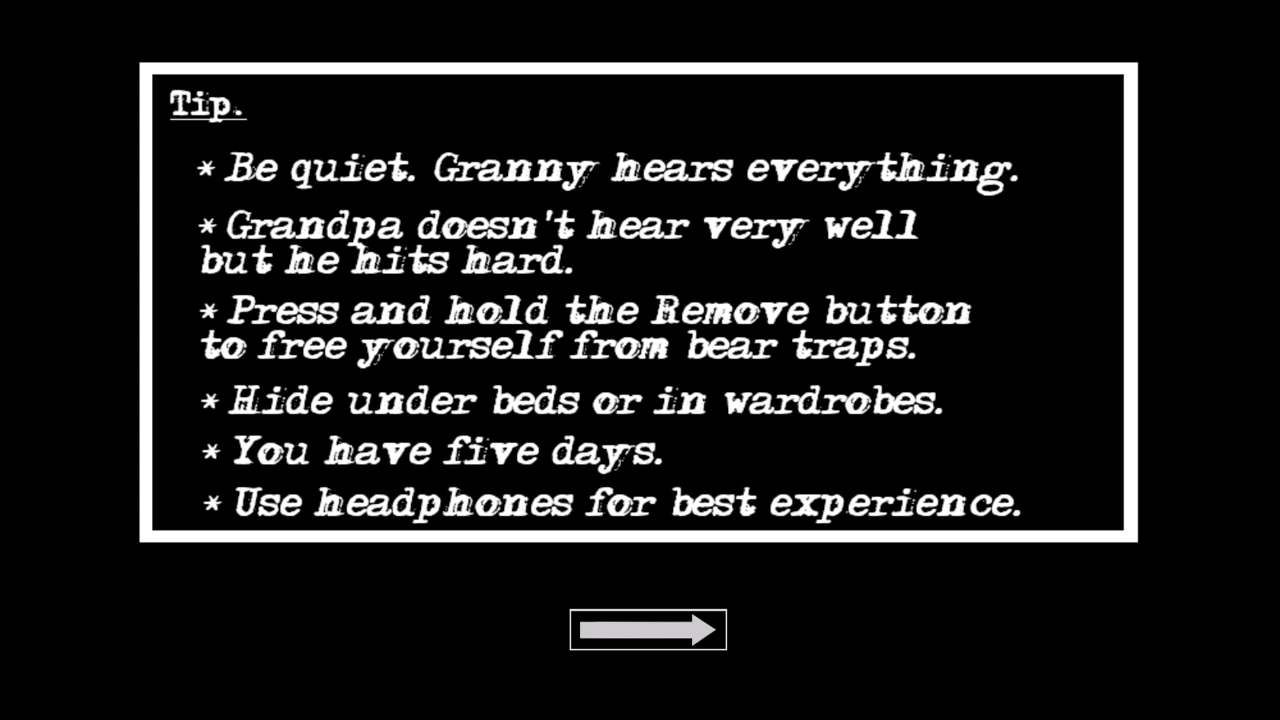 Tip.
* Be quiet. Granny hears everything.
* Grandpa doesn't hear very well
but he hits hard.
* Press and hold the Remove button
to free yourself from bear traps.
* Hide under beds or in wardrobes.
* You have five days.
* Use headphones for best experience.